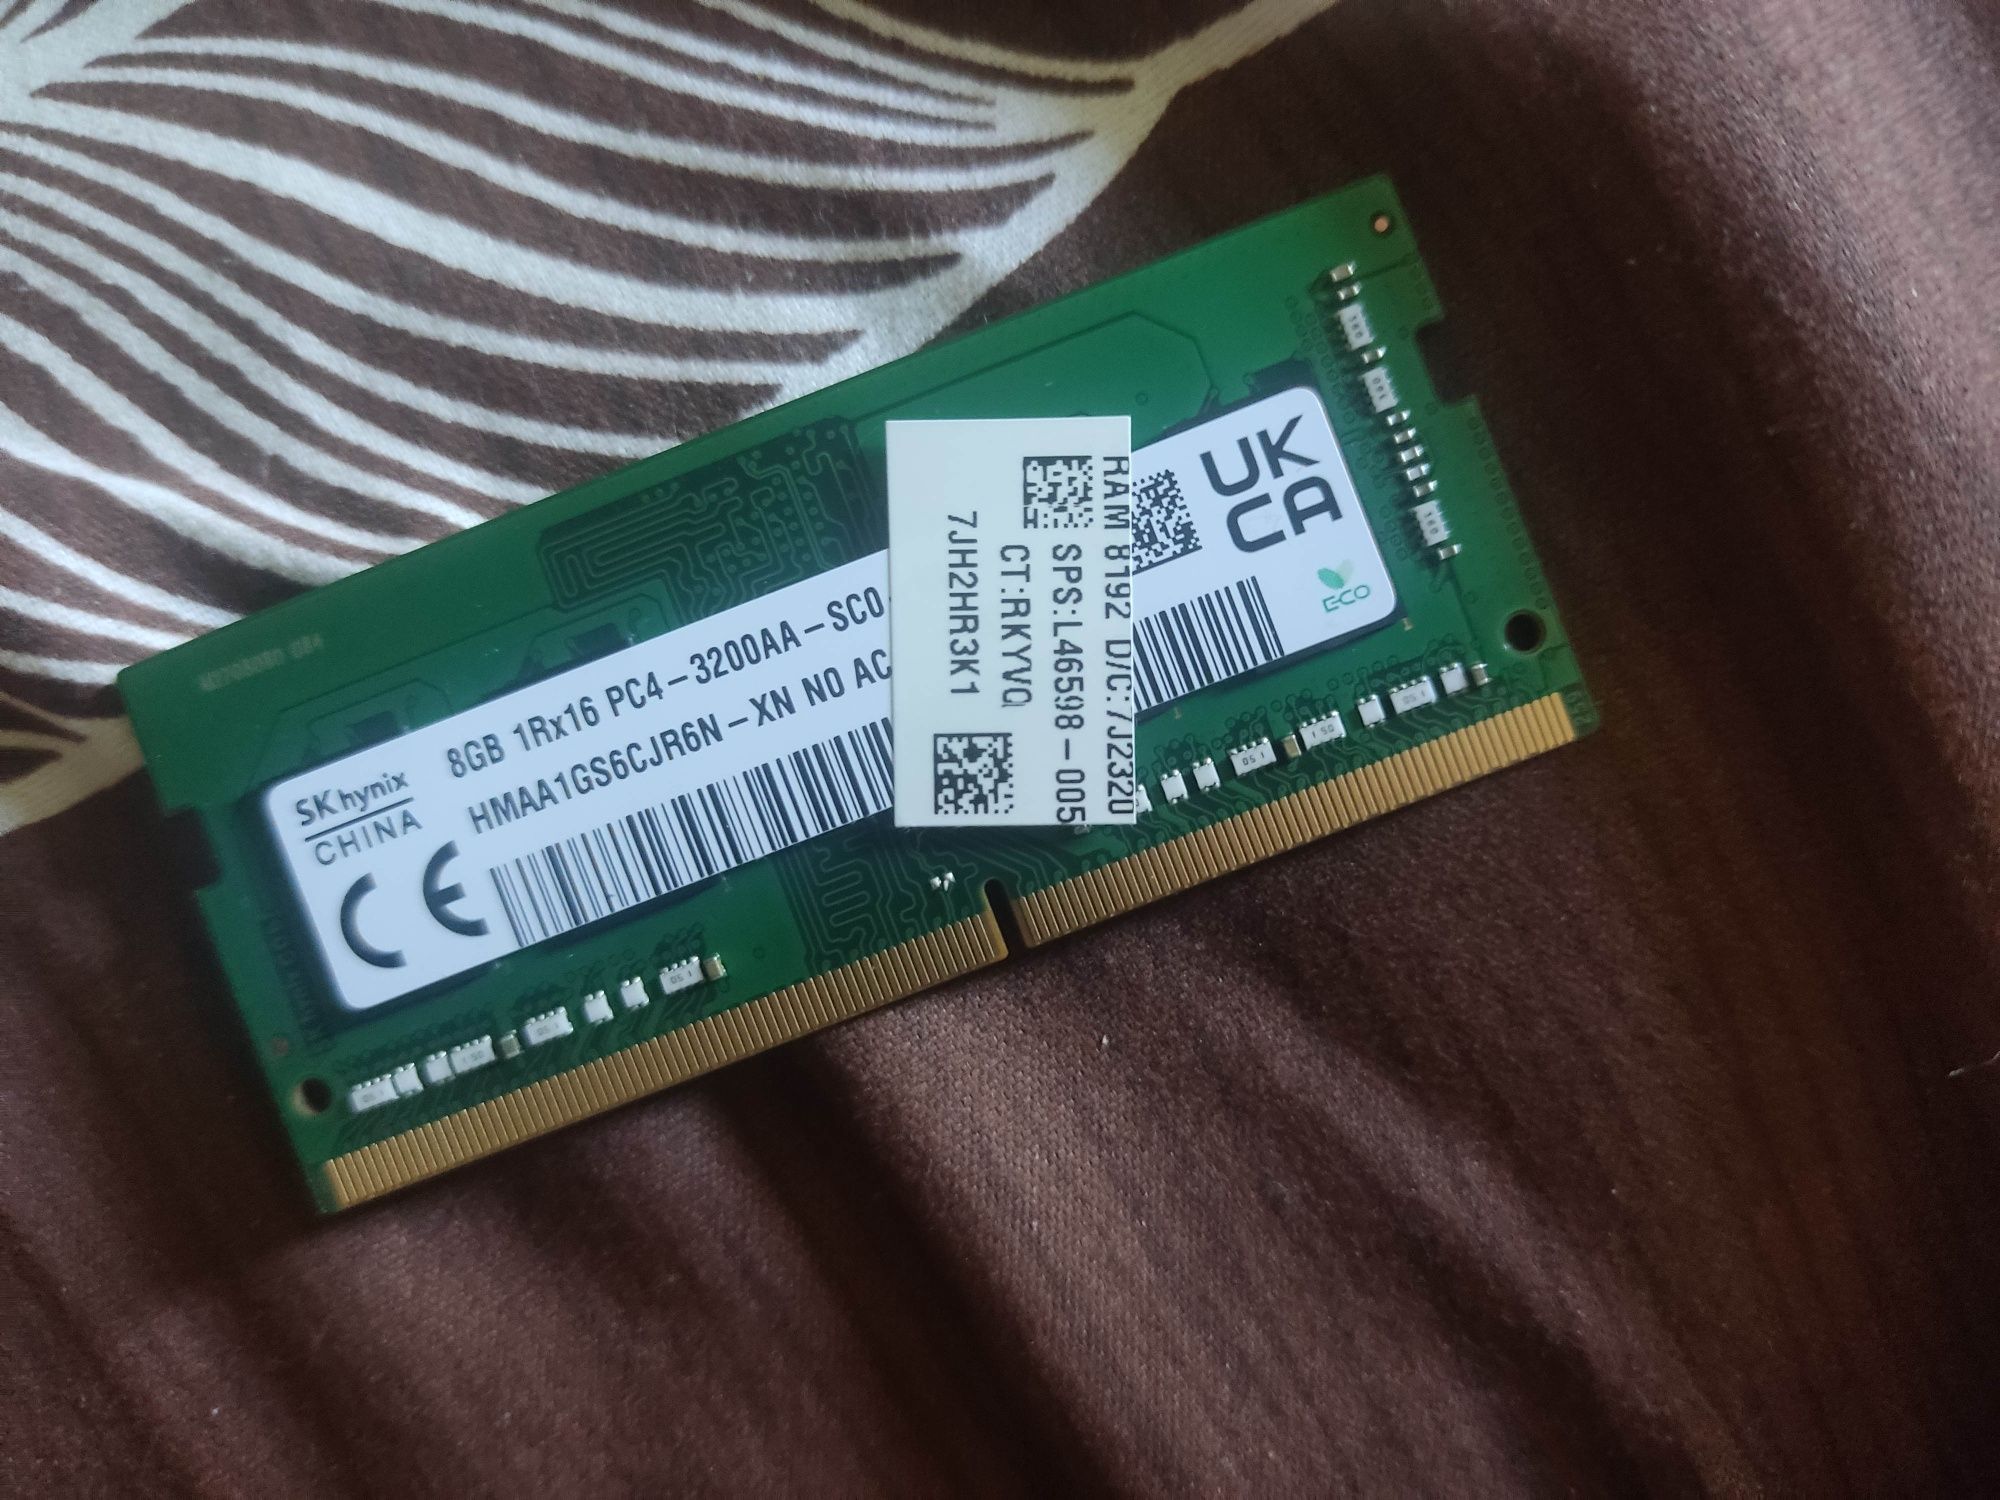 SK hynix
CHINA
8GB 1Rx16 PC4-3200AA-SC0
HMAA1GS6CJR6N-XN N0 AC
CE
RAM 8192 D/C:7J2320
SPS:L46598-005
CT:RKYVQ
7JH2HR3K1
UK
CA
ECO